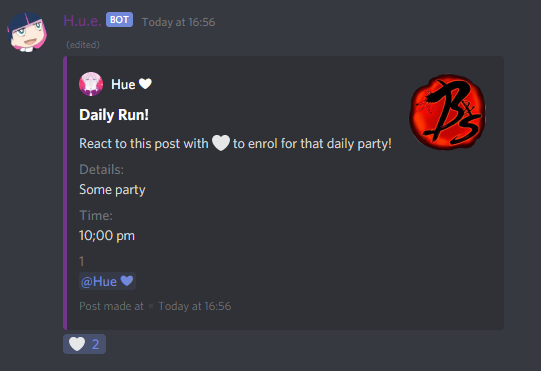 H.u.e. BOT Today at 16:56
(edited)
Hue 🤍
Daily Run!
React to this post with 🤍 to enrol for that daily party!
BS
Details:
Some party
Time:
10;00 pm
1
@Hue 💙
Post made at • Today at 16:56
🤍 2